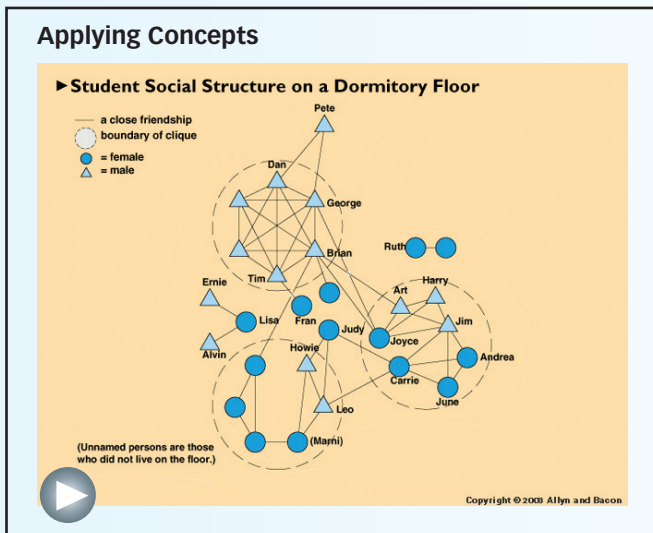 Applying Concepts
►Student Social Structure on a Dormitory Floor
a close friendship
boundary of clique
= female
= male
Pete
Dan
George
Brian
Ruth
Tim
Ernie
Art
Harry
Fran
Lisa
Judy
Jim
Joyce
Alvin
Howie
Andrea
Carrie
June
Leo
(Marni)
(Unnamed persons are those
who did not live on the floor.)
Copyright © 2003 Allyn and Bacon